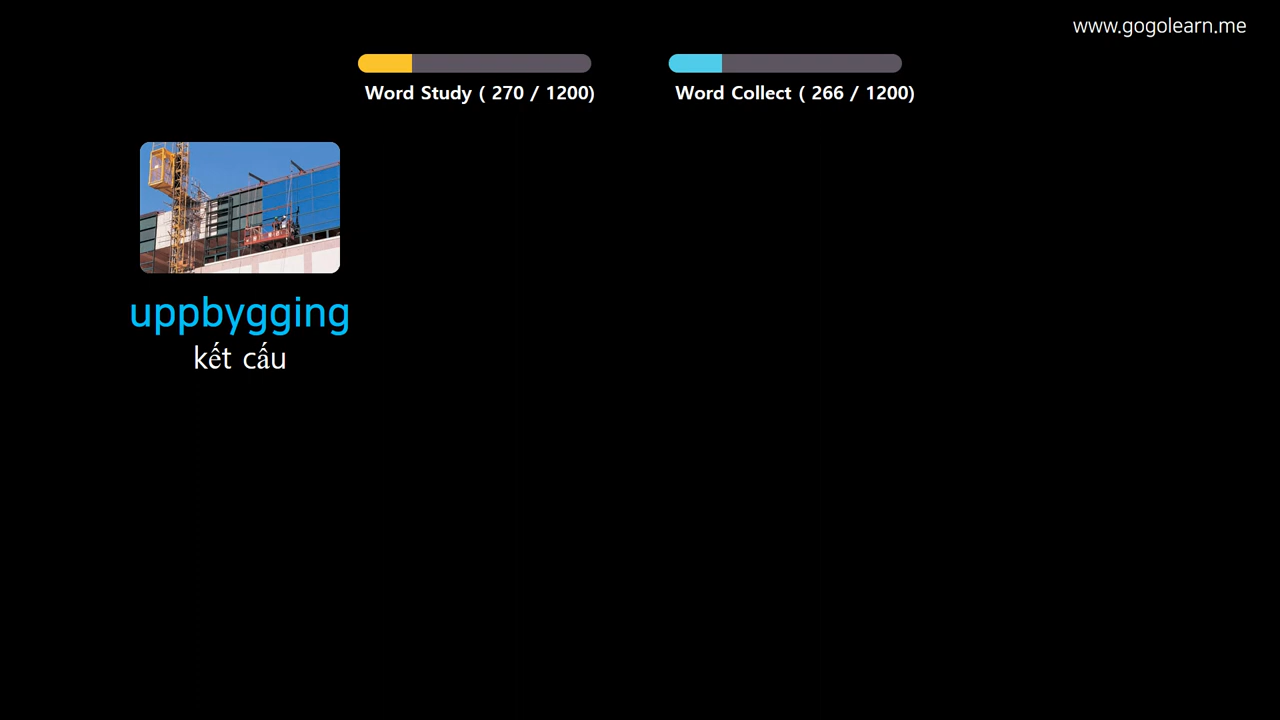 www.gogolearn.me
Word Study ( 270 / 1200)
Word Collect ( 266 / 1200)
uppbygging
kết cấu